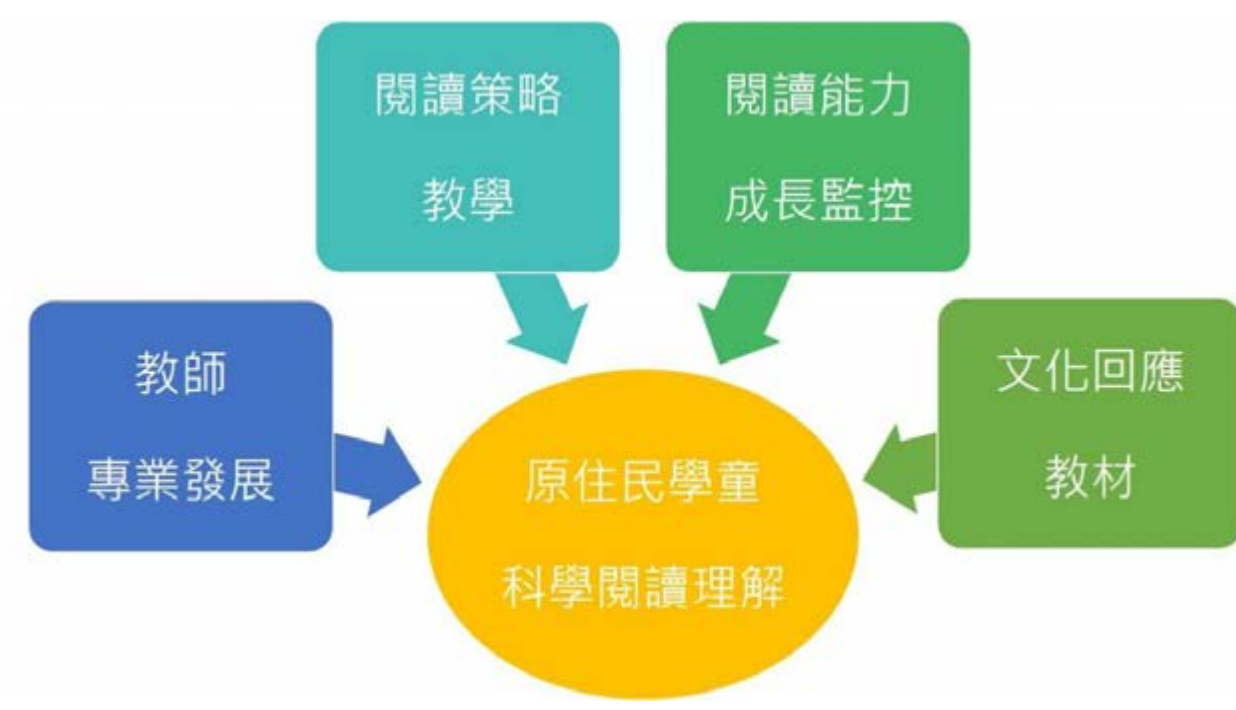 閱讀策略
教學
閱讀能力
成長監控
教師
專業發展
文化回應
教材
原住民學童
科學閱讀理解